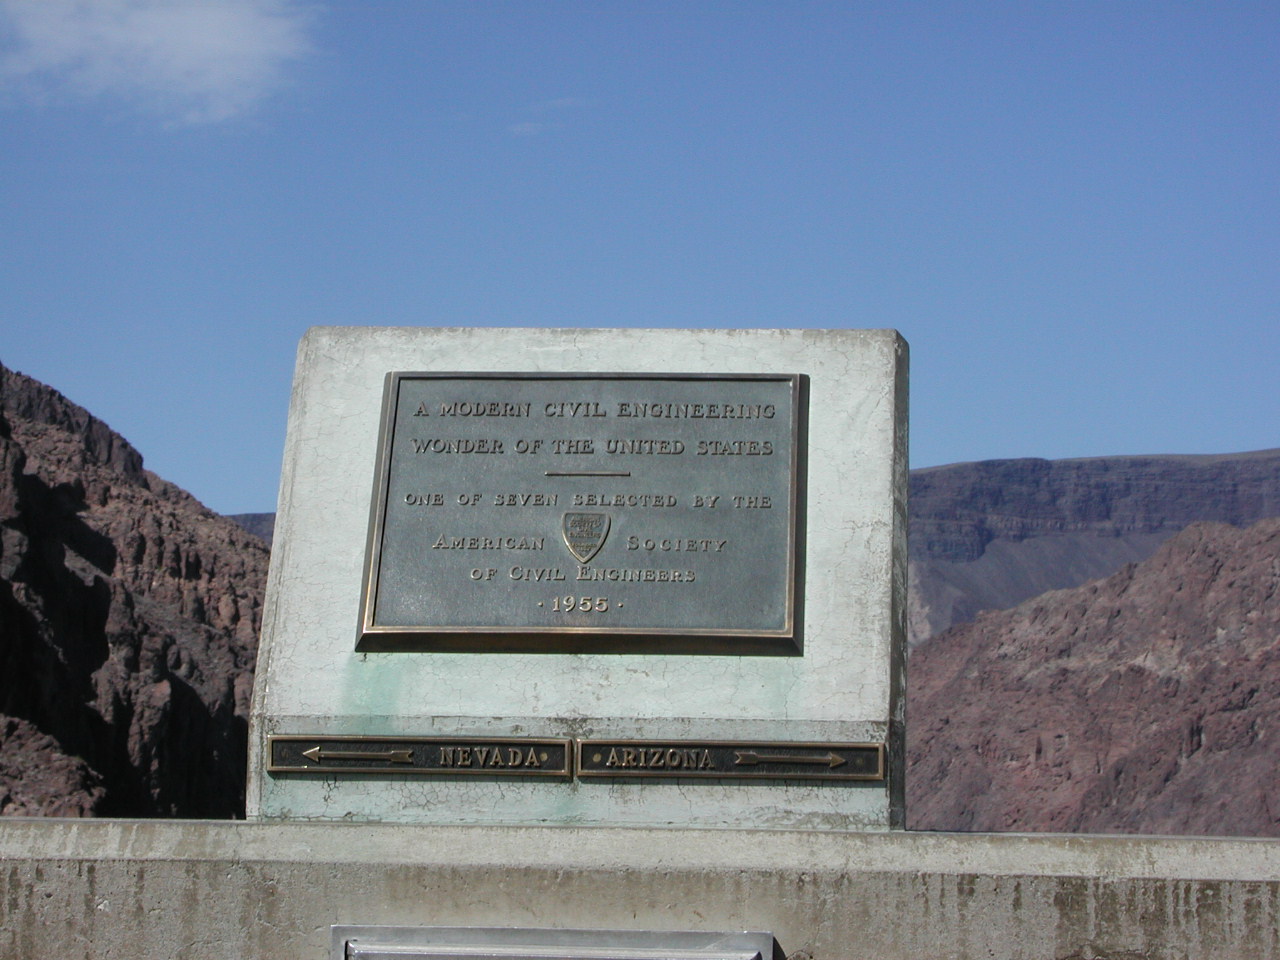 A MODERN CIVIL ENGINEERING
WONDER OF THE UNITED STATES
ONE OF SEVEN SELECTED BY THE
AMERICAN SOCIETY
OF CIVIL ENGINEERS
· 1955 ·
NEVADA
ARIZONA